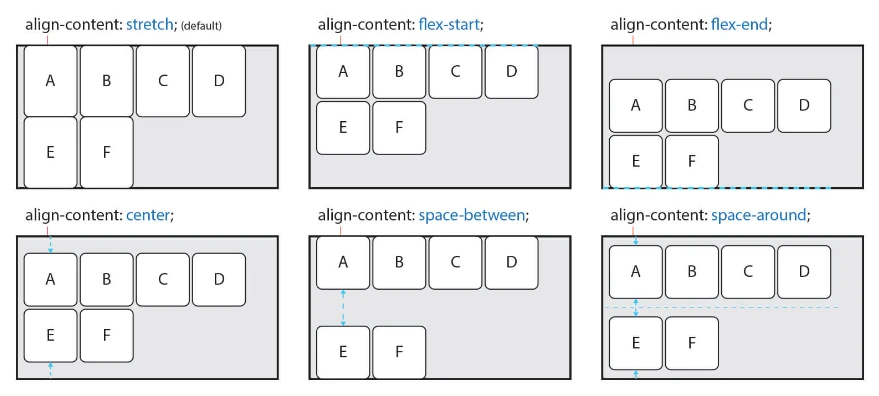 align-content: stretch; (default)
A B C D
E F
align-content: flex-start;
A B C D
E F
align-content: flex-end;
A B C D
E F
align-content: center;
A B C D
E F
align-content: space-between;
A B C D
E F
align-content: space-around;
A B C D
E F